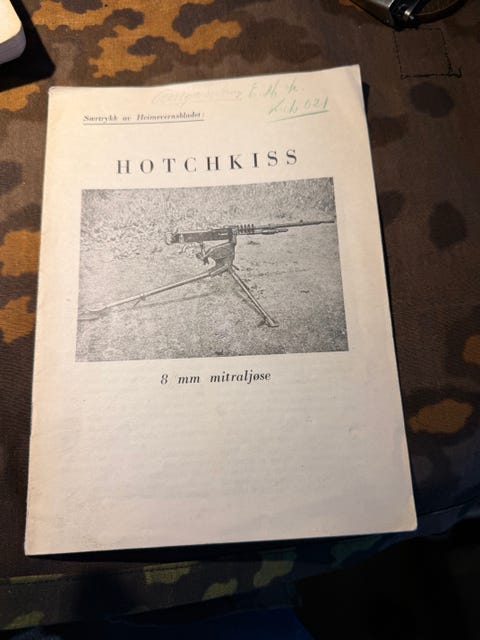 Særtrykk av Heimevernsbladet:
HOTCHKISS
8 mm mitraljøse